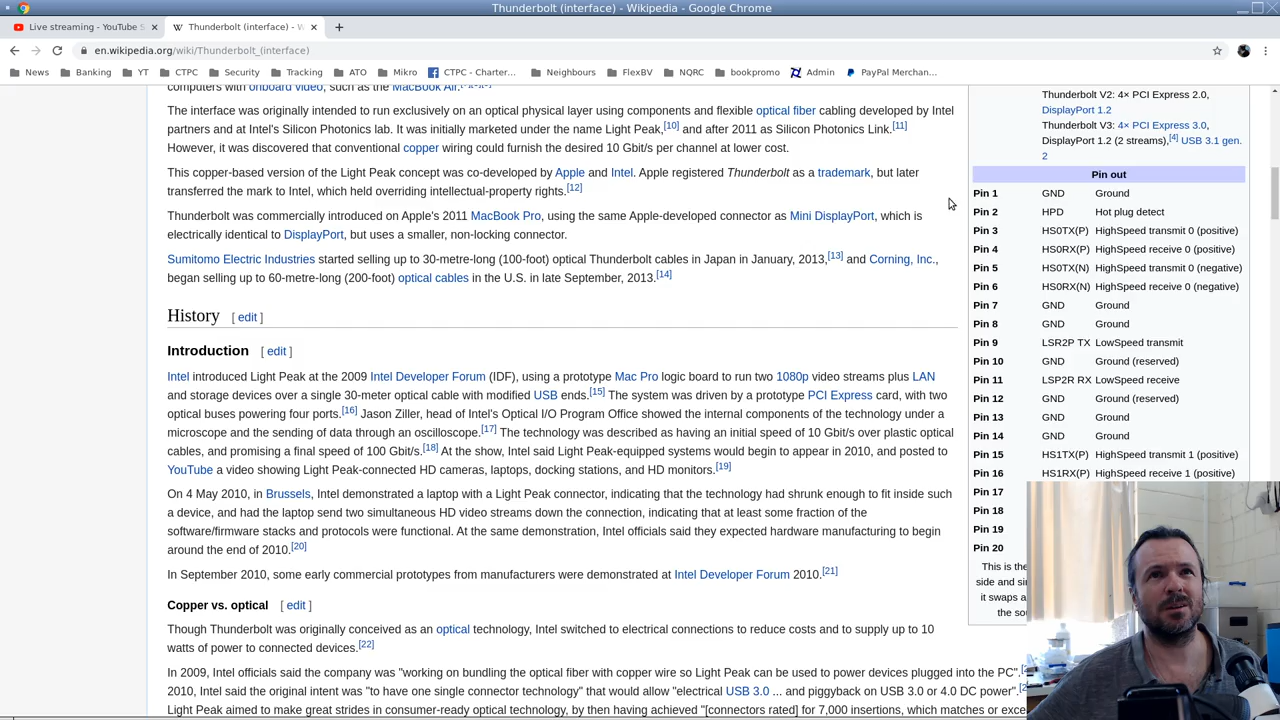 Thunderbolt (interface) - Wikipedia - Google Chrome
Live streaming - YouTube S
Thunderbolt (interface) - W
en.wikipedia.org/wiki/Thunderbolt_(interface)
News Banking YT CTPC Security Tracking ATO Mikro CTPC - Charter... Neighbours FlexBV NQRC bookpromo Admin PayPal Merchan...
computers with onboard video, such as the MacBook Air.
The interface was originally intended to run exclusively on an optical physical layer using components and flexible optical fiber cabling developed by Intel
partners and at Intel's Silicon Photonics lab. It was initially marketed under the name Light Peak,[10] and after 2011 as Silicon Photonics Link.[11]
However, it was discovered that conventional copper wiring could furnish the desired 10 Gbit/s per channel at lower cost.
This copper-based version of the Light Peak concept was co-developed by Apple and Intel. Apple registered Thunderbolt as a trademark, but later
transferred the mark to Intel, which held overriding intellectual-property rights.[12]
Thunderbolt was commercially introduced on Apple's 2011 MacBook Pro, using the same Apple-developed connector as Mini DisplayPort, which is
electrically identical to DisplayPort, but uses a smaller, non-locking connector.
Sumitomo Electric Industries started selling up to 30-metre-long (100-foot) optical Thunderbolt cables in Japan in January, 2013,[13] and Corning, Inc.,
began selling up to 60-metre-long (200-foot) optical cables in the U.S. in late September, 2013.[14]
History [ edit ]
Introduction [ edit ]
Intel introduced Light Peak at the 2009 Intel Developer Forum (IDF), using a prototype Mac Pro logic board to run two 1080p video streams plus LAN
and storage devices over a single 30-meter optical cable with modified USB ends.[15] The system was driven by a prototype PCI Express card, with two
optical buses powering four ports.[16] Jason Ziller, head of Intel's Optical I/O Program Office showed the internal components of the technology under a
microscope and the sending of data through an oscilloscope.[17] The technology was described as having an initial speed of 10 Gbit/s over plastic optical
cables, and promising a final speed of 100 Gbit/s.[18] At the show, Intel said Light Peak-equipped systems would begin to appear in 2010, and posted to
YouTube a video showing Light Peak-connected HD cameras, laptops, docking stations, and HD monitors.[19]
On 4 May 2010, in Brussels, Intel demonstrated a laptop with a Light Peak connector, indicating that the technology had shrunk enough to fit inside such
a device, and had the laptop send two simultaneous HD video streams down the connection, indicating that at least some fraction of the
software/firmware stacks and protocols were functional. At the same demonstration, Intel officials said they expected hardware manufacturing to begin
around the end of 2010.[20]
In September 2010, some early commercial prototypes from manufacturers were demonstrated at Intel Developer Forum 2010.[21]
Copper vs. optical [ edit ]
Though Thunderbolt was originally conceived as an optical technology, Intel switched to electrical connections to reduce costs and to supply up to 10
watts of power to connected devices.[22]
In 2009, Intel officials said the company was "working on bundling the optical fiber with copper wire so Light Peak can be used to power devices plugged into the PC".
2010, Intel said the original intent was "to have one single connector technology" that would allow "electrical USB 3.0 ... and piggyback on USB 3.0 or 4.0 DC power".
Light Peak aimed to make great strides in consumer-ready optical technology, by then having achieved "[connectors rated] for 7,000 insertions, which matches or exce
Thunderbolt V2: 4× PCI Express 2.0,
DisplayPort 1.2
Thunderbolt V3: 4× PCI Express 3.0,
DisplayPort 1.2 (2 streams),[4] USB 3.1 gen.
2
Pin out
Pin 1 GND Ground
Pin 2 HPD Hot plug detect
Pin 3 HS0TX(P) HighSpeed transmit 0 (positive)
Pin 4 HS0RX(P) HighSpeed receive 0 (positive)
Pin 5 HS0TX(N) HighSpeed transmit 0 (negative)
Pin 6 HS0RX(N) HighSpeed receive 0 (negative)
Pin 7 GND Ground
Pin 8 GND Ground
Pin 9 LSR2P TX LowSpeed transmit
Pin 10 GND Ground (reserved)
Pin 11 LSP2R RX LowSpeed receive
Pin 12 GND Ground (reserved)
Pin 13 GND Ground
Pin 14 GND Ground
Pin 15 HS1TX(P) HighSpeed transmit 1 (positive)
Pin 16 HS1RX(P) HighSpeed receive 1 (positive)
Pin 17
Pin 18
Pin 19
Pin 20
This is the
side and si
it swaps a
the sou